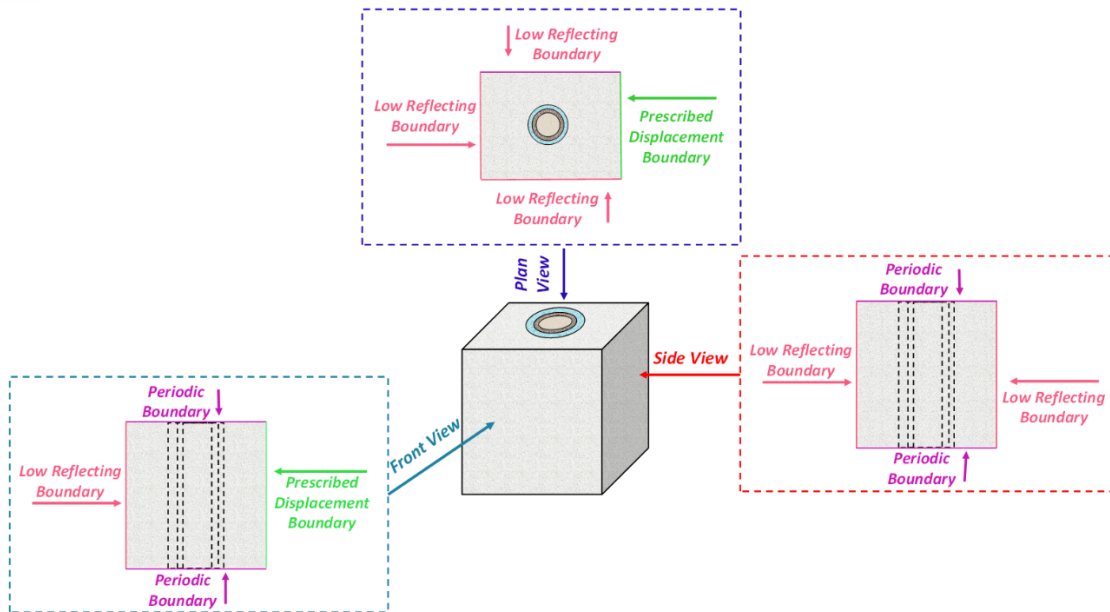 Low Reflecting
Boundary
Low Reflecting
Boundary
Prescribed
Displacement
Boundary
Low Reflecting
Boundary
Plan
View
Side View
Front View
Periodic
Boundary
Low Reflecting
Boundary
Low Reflecting
Boundary
Periodic
Boundary
Periodic
Boundary
Low Reflecting
Boundary
Prescribed
Displacement
Boundary
Periodic
Boundary